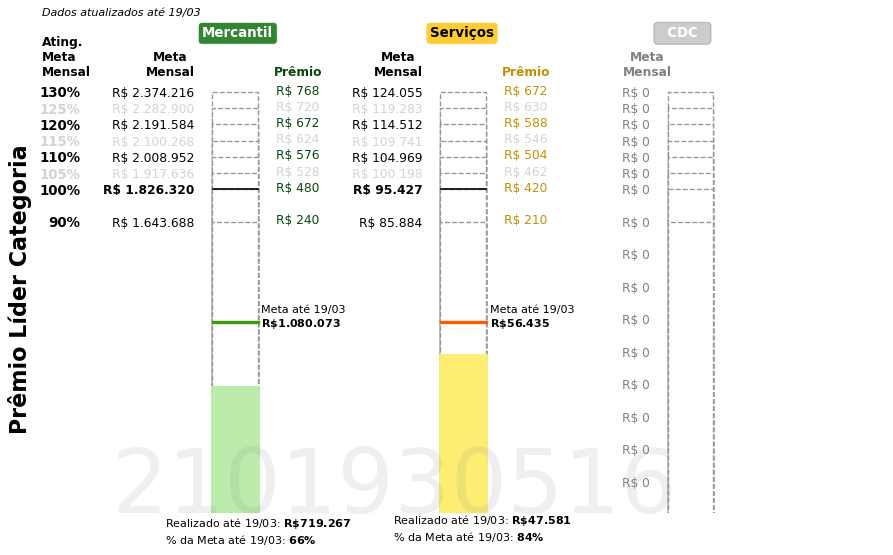 Dados atualizados até 19/03
Mercantil Serviços CDC
Ating. Meta Mensal Meta Mensal Prêmio Meta Mensal Prêmio Meta Mensal
130% R$ 2.374.216 R$ 768 R$ 124.055 R$ 672 R$ 0
125% R$ 2.282.900 R$ 720 R$ 119.283 R$ 630 R$ 0
120% R$ 2.191.584 R$ 672 R$ 114.512 R$ 588 R$ 0
115% R$ 2.100.268 R$ 624 R$ 109.741 R$ 546 R$ 0
110% R$ 2.008.952 R$ 576 R$ 104.969 R$ 504 R$ 0
105% R$ 1.917.636 R$ 528 R$ 100.198 R$ 462 R$ 0
100% R$ 1.826.320 R$ 480 R$ 95.427 R$ 420 R$ 0
90% R$ 1.643.688 R$ 240 R$ 85.884 R$ 210 R$ 0
R$ 0
R$ 0
Meta até 19/03 Meta até 19/03
R$1.080.073 R$56.435 R$ 0
R$ 0
R$ 0
R$ 0
R$ 0
R$ 0
Prêmio Líder Categoria
2101930516
Realizado até 19/03: R$719.267 Realizado até 19/03: R$47.581
% da Meta até 19/03: 66% % da Meta até 19/03: 84%